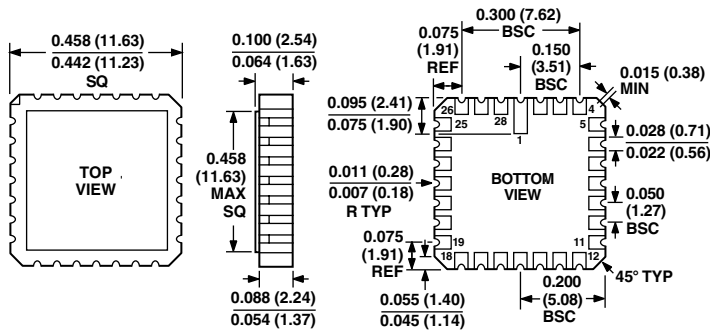 0.458 (11.63)
0.442 (11.23)
SQ
TOP
VIEW
0.100 (2.54)
0.064 (1.63)
0.458
(11.63)
MAX
SQ
0.088 (2.24)
0.054 (1.37)
0.300 (7.62)
BSC
0.075
(1.91)
REF
0.150
(3.51)
BSC
0.015 (0.38)
MIN
0.095 (2.41)
0.075 (1.90)
26
28
4
25
5
1
0.028 (0.71)
0.022 (0.56)
0.011 (0.28)
0.007 (0.18)
R TYP
BOTTOM
VIEW
0.050
(1.27)
BSC
0.075
(1.91)
REF
19
11
18
12
45° TYP
0.200
(5.08)
BSC
0.055 (1.40)
0.045 (1.14)